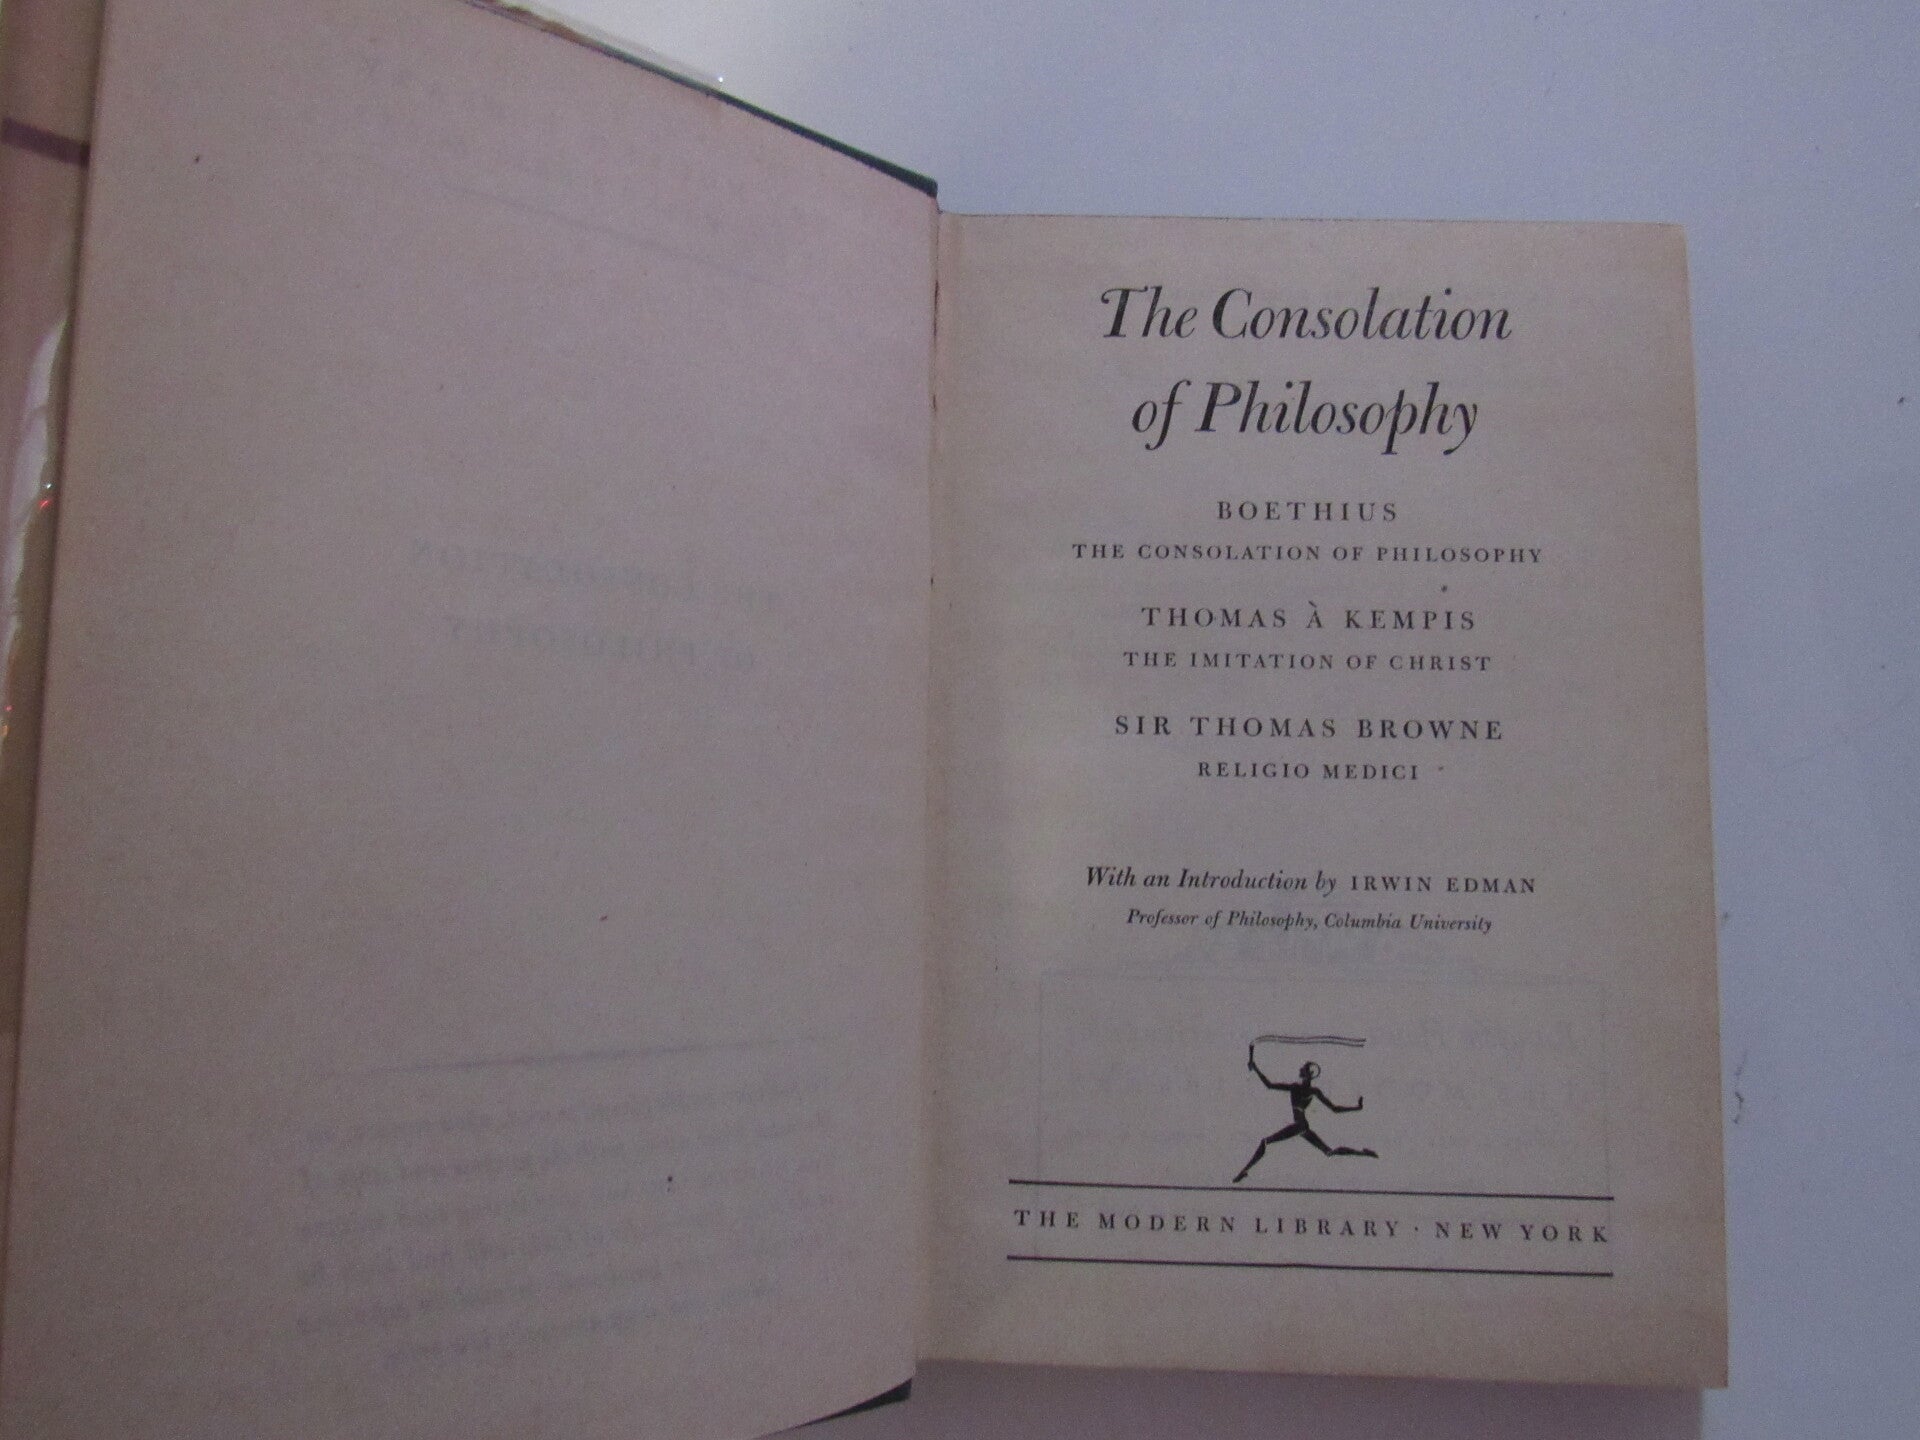 The Consolation
of Philosophy
BOETHIUS
THE CONSOLATION OF PHILOSOPHY
THOMAS À KEMPIS
THE IMITATION OF CHRIST
SIR THOMAS BROWNE
RELIGIO MEDICI
With an Introduction by IRWIN EDMAN
Professor of Philosophy, Columbia University
THE MODERN LIBRARY · NEW YORK